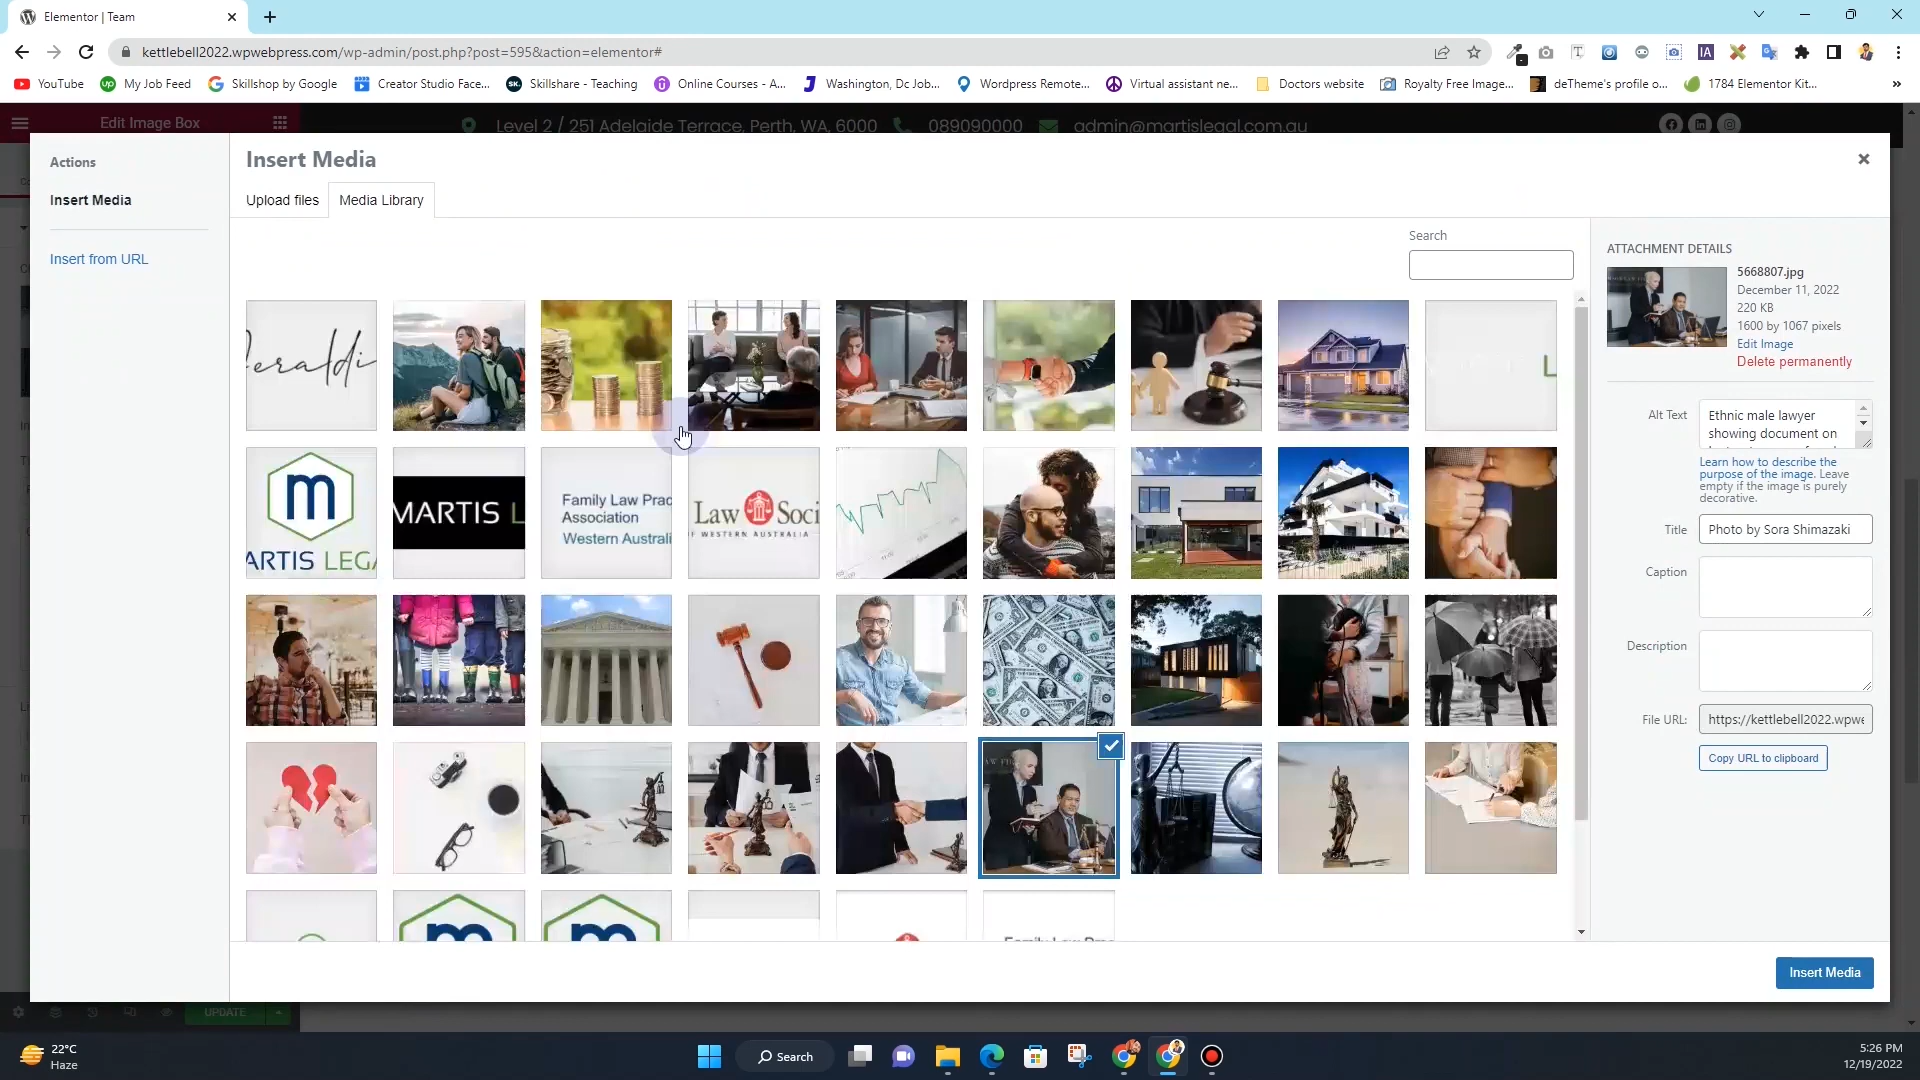 Elementor | Team
kettlebell2022.wpwebpress.com/wp-admin/post.php?post=595&action=elementor#
YouTube
My Job Feed
Skillshop by Google
Creator Studio Face...
Skillshare - Teaching
Online Courses - A...
Washington, Dc Job...
Wordpress Remote...
Virtual assistant ne...
Doctors website
Royalty Free Image...
deTheme's profile o...
1784 Elementor Kit...
Edit Image Box
Level 2 / 251 Adelaide Terrace, Perth, WA, 6000
089090000
admin@martislegal.com.au
Actions
Insert Media
Insert from URL
Insert Media
Upload files
Media Library
Search
MARTIS L
Family Law Prac
Association
Western Australi
Law Soci
F WESTERN AUSTRALIA
m
ARTIS LEGA
ATTACHMENT DETAILS
5668807.jpg
December 11, 2022
220 KB
1600 by 1067 pixels
Edit Image
Delete permanently
Alt Text
Ethnic male lawyer
showing document on
Learn how to describe the
purpose of the image. Leave
empty if the image is purely
decorative.
Title
Photo by Sora Shimazaki
Caption
Description
File URL:
https://kettlebell2022.wpwe
Copy URL to clipboard
Insert Media
UPDATE
22°C
Haze
Search
5:26 PM
12/19/2022